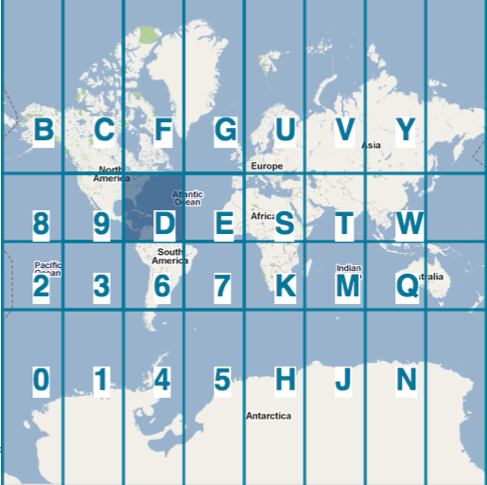 B C F G U V Y
Asia
North
America
Europe
Atlantic
Ocean
8 9 D E S T W
Africa
South
America
Pacific
Ocean
Indian
2 3 6 7 K M Q
tralia
0 1 4 5 H J N
Antarctica